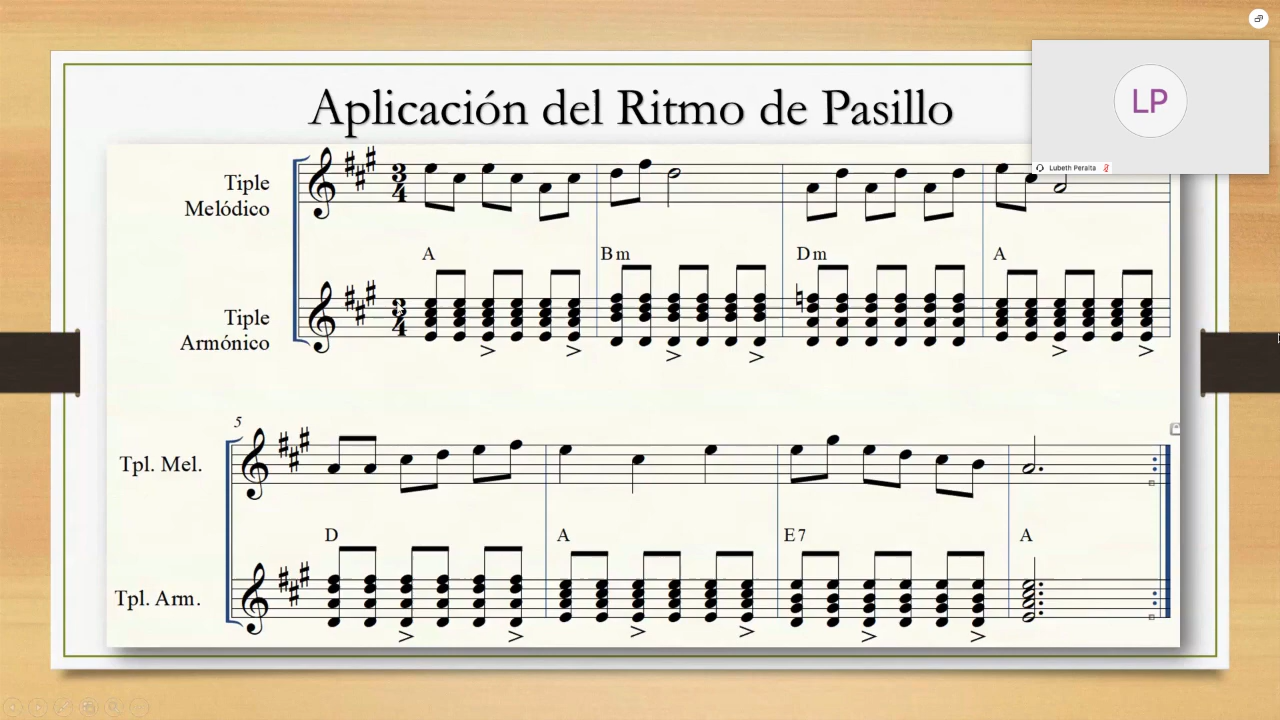 Aplicación del Ritmo de Pasillo
LP
Lubeth Peralta
Tiple
Melódico
3
4
A
Bm
Dm
A
Tiple
Armónico
3
4
5
Tpl. Mel.
D
A
E7
A
Tpl. Arm.